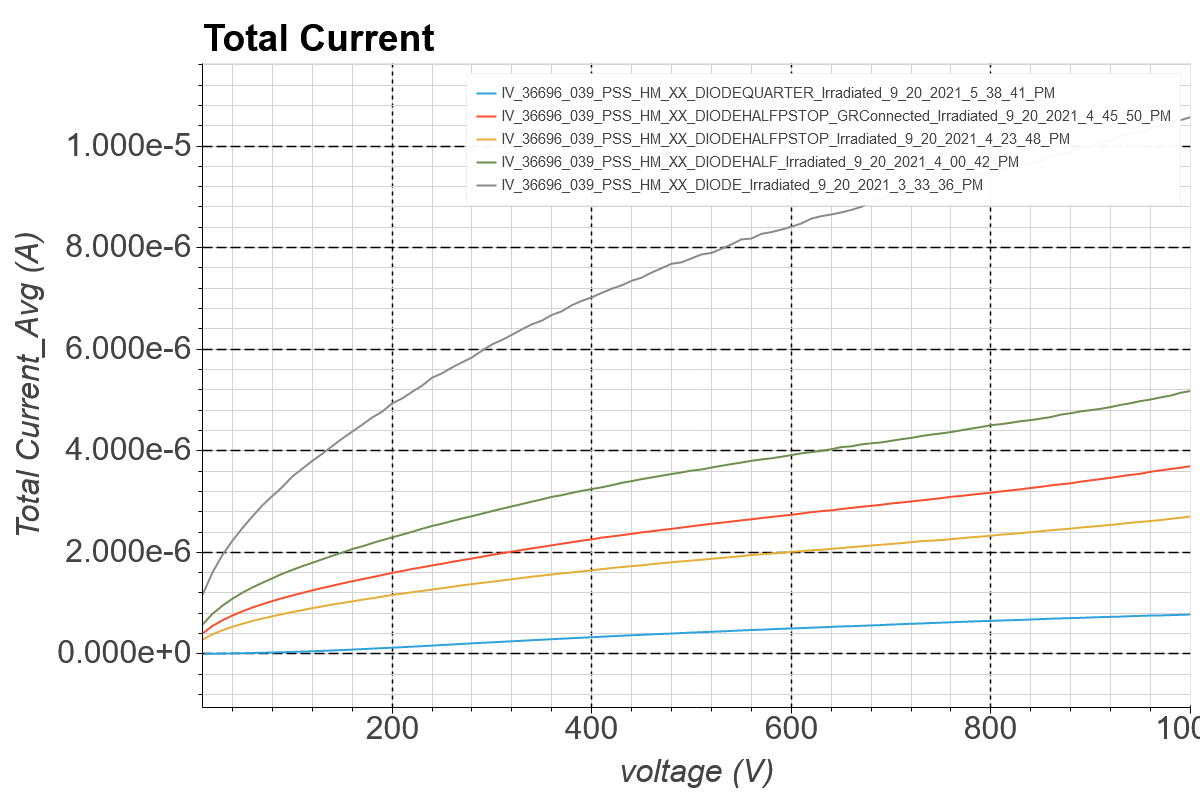 Total Current
IV_36696_039_PSS_HM_XX_DIODEQUARTER_Irradiated_9_20_2021_5_38_41_PM
IV_36696_039_PSS_HM_XX_DIODEHALFPSTOP_GRConnected_Irradiated_9_20_2021_4_45_50_PM
IV_36696_039_PSS_HM_XX_DIODEHALFPSTOP_Irradiated_9_20_2021_4_23_48_PM
IV_36696_039_PSS_HM_XX_DIODEHALF_Irradiated_9_20_2021_4_00_42_PM
IV_36696_039_PSS_HM_XX_DIODE_Irradiated_9_20_2021_3_33_36_PM
Total Current_Avg (A)
1.000e-5
8.000e-6
6.000e-6
4.000e-6
2.000e-6
0.000e+0
200 400 600 800 100
voltage (V)